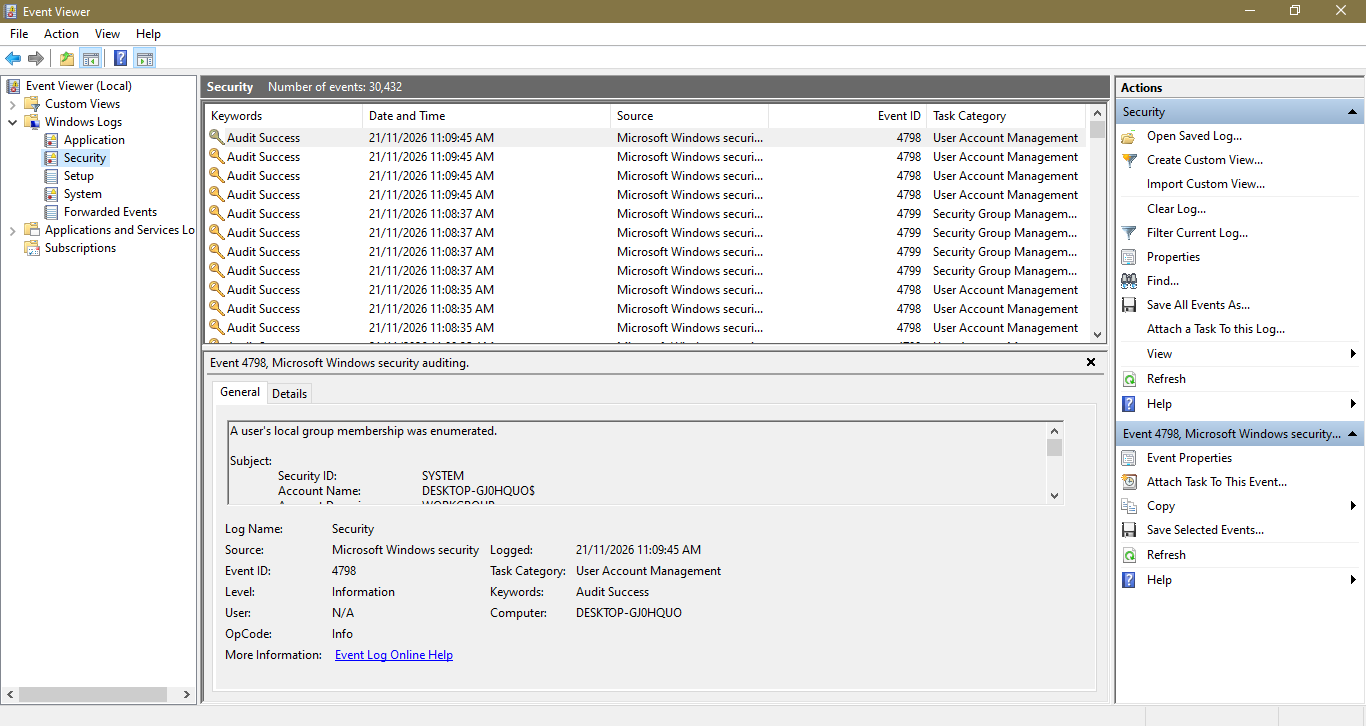 Event Viewer
File Action View Help
Event Viewer (Local)
Custom Views
Windows Logs
Application
Security
Setup
System
Forwarded Events
Applications and Services Lo
Subscriptions
Security Number of events: 30,432
Keywords Date and Time Source Event ID Task Category
Audit Success 21/11/2026 11:09:45 AM Microsoft Windows securi... 4798 User Account Management
Audit Success 21/11/2026 11:09:45 AM Microsoft Windows securi... 4798 User Account Management
Audit Success 21/11/2026 11:09:45 AM Microsoft Windows securi... 4798 User Account Management
Audit Success 21/11/2026 11:09:45 AM Microsoft Windows securi... 4798 User Account Management
Audit Success 21/11/2026 11:08:37 AM Microsoft Windows securi... 4799 Security Group Managem...
Audit Success 21/11/2026 11:08:37 AM Microsoft Windows securi... 4799 Security Group Managem...
Audit Success 21/11/2026 11:08:37 AM Microsoft Windows securi... 4799 Security Group Managem...
Audit Success 21/11/2026 11:08:37 AM Microsoft Windows securi... 4799 Security Group Managem...
Audit Success 21/11/2026 11:08:35 AM Microsoft Windows securi... 4798 User Account Management
Audit Success 21/11/2026 11:08:35 AM Microsoft Windows securi... 4798 User Account Management
Audit Success 21/11/2026 11:08:35 AM Microsoft Windows securi... 4798 User Account Management
Event 4798, Microsoft Windows security auditing.
General Details
A user's local group membership was enumerated.
Subject:
Security ID: SYSTEM
Account Name: DESKTOP-GJ0HQUO$
Log Name: Security
Source: Microsoft Windows security Logged: 21/11/2026 11:09:45 AM
Event ID: 4798 Task Category: User Account Management
Level: Information Keywords: Audit Success
User: N/A Computer: DESKTOP-GJ0HQUO
OpCode: Info
More Information: Event Log Online Help
Actions
Security
Open Saved Log...
Create Custom View...
Import Custom View...
Clear Log...
Filter Current Log...
Properties
Find...
Save All Events As...
Attach a Task To this Log...
View
Refresh
Help
Event 4798, Microsoft Windows security...
Event Properties
Attach Task To This Event...
Copy
Save Selected Events...
Refresh
Help